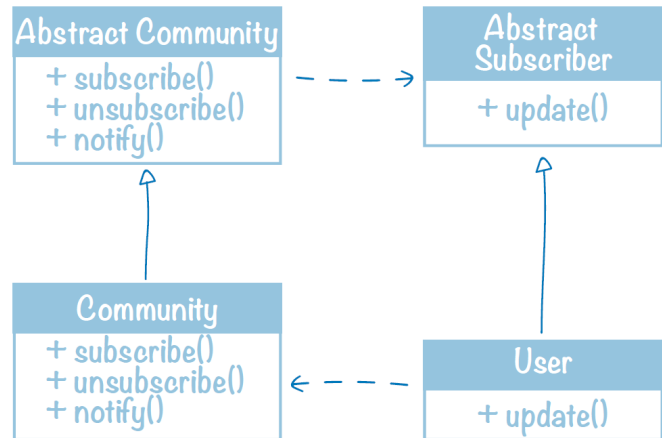 Abstract Community
+ subscribe()
+ unsubscribe()
+ notify()
Abstract
Subscriber
+ update()
Community
+ subscribe()
+ unsubscribe()
+ notify()
User
+ update()